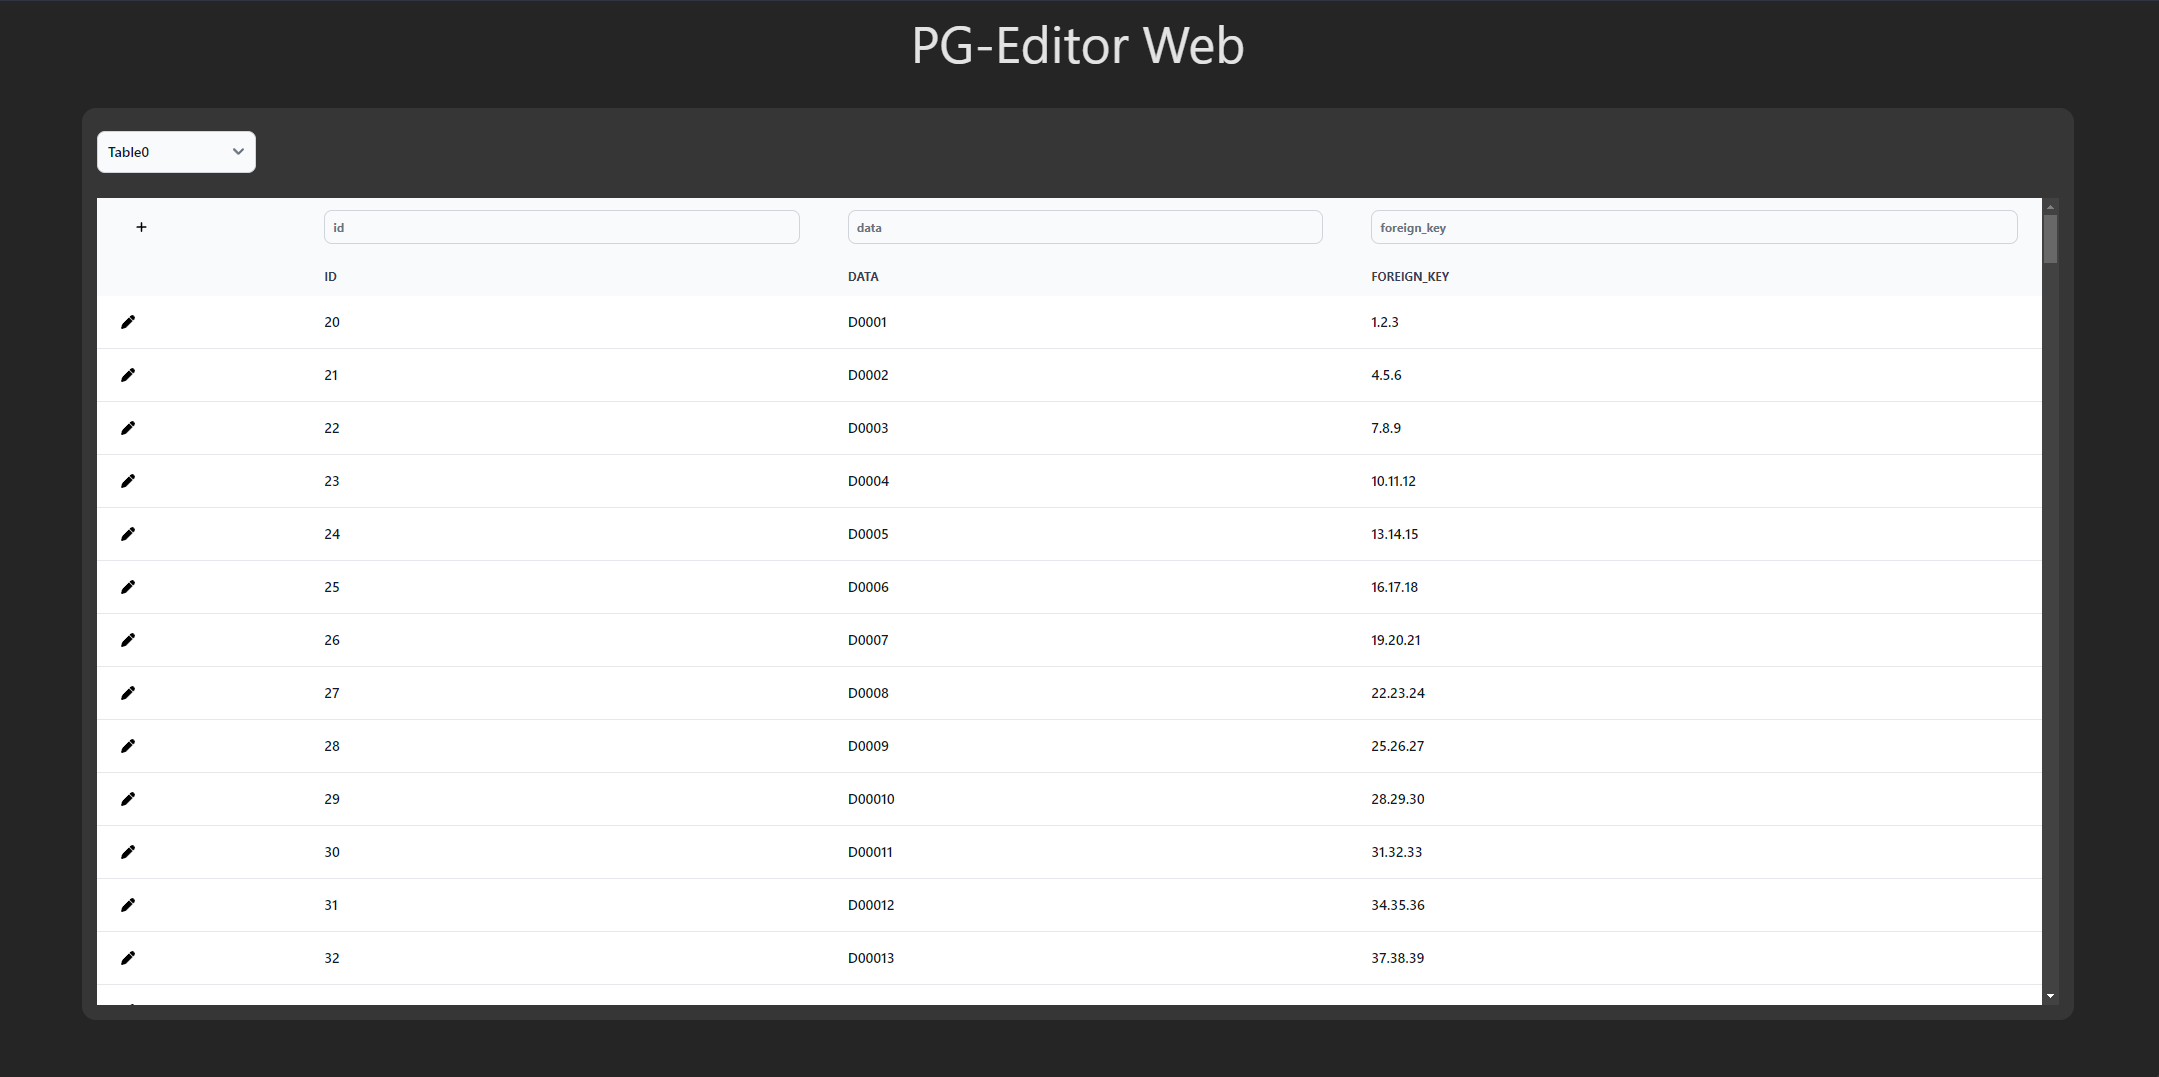 PG-Editor Web
Table0
+ id data foreign_key
ID DATA FOREIGN_KEY
20 D0001 1.2.3
21 D0002 4.5.6
22 D0003 7.8.9
23 D0004 10.11.12
24 D0005 13.14.15
25 D0006 16.17.18
26 D0007 19.20.21
27 D0008 22.23.24
28 D0009 25.26.27
29 D00010 28.29.30
30 D00011 31.32.33
31 D00012 34.35.36
32 D00013 37.38.39